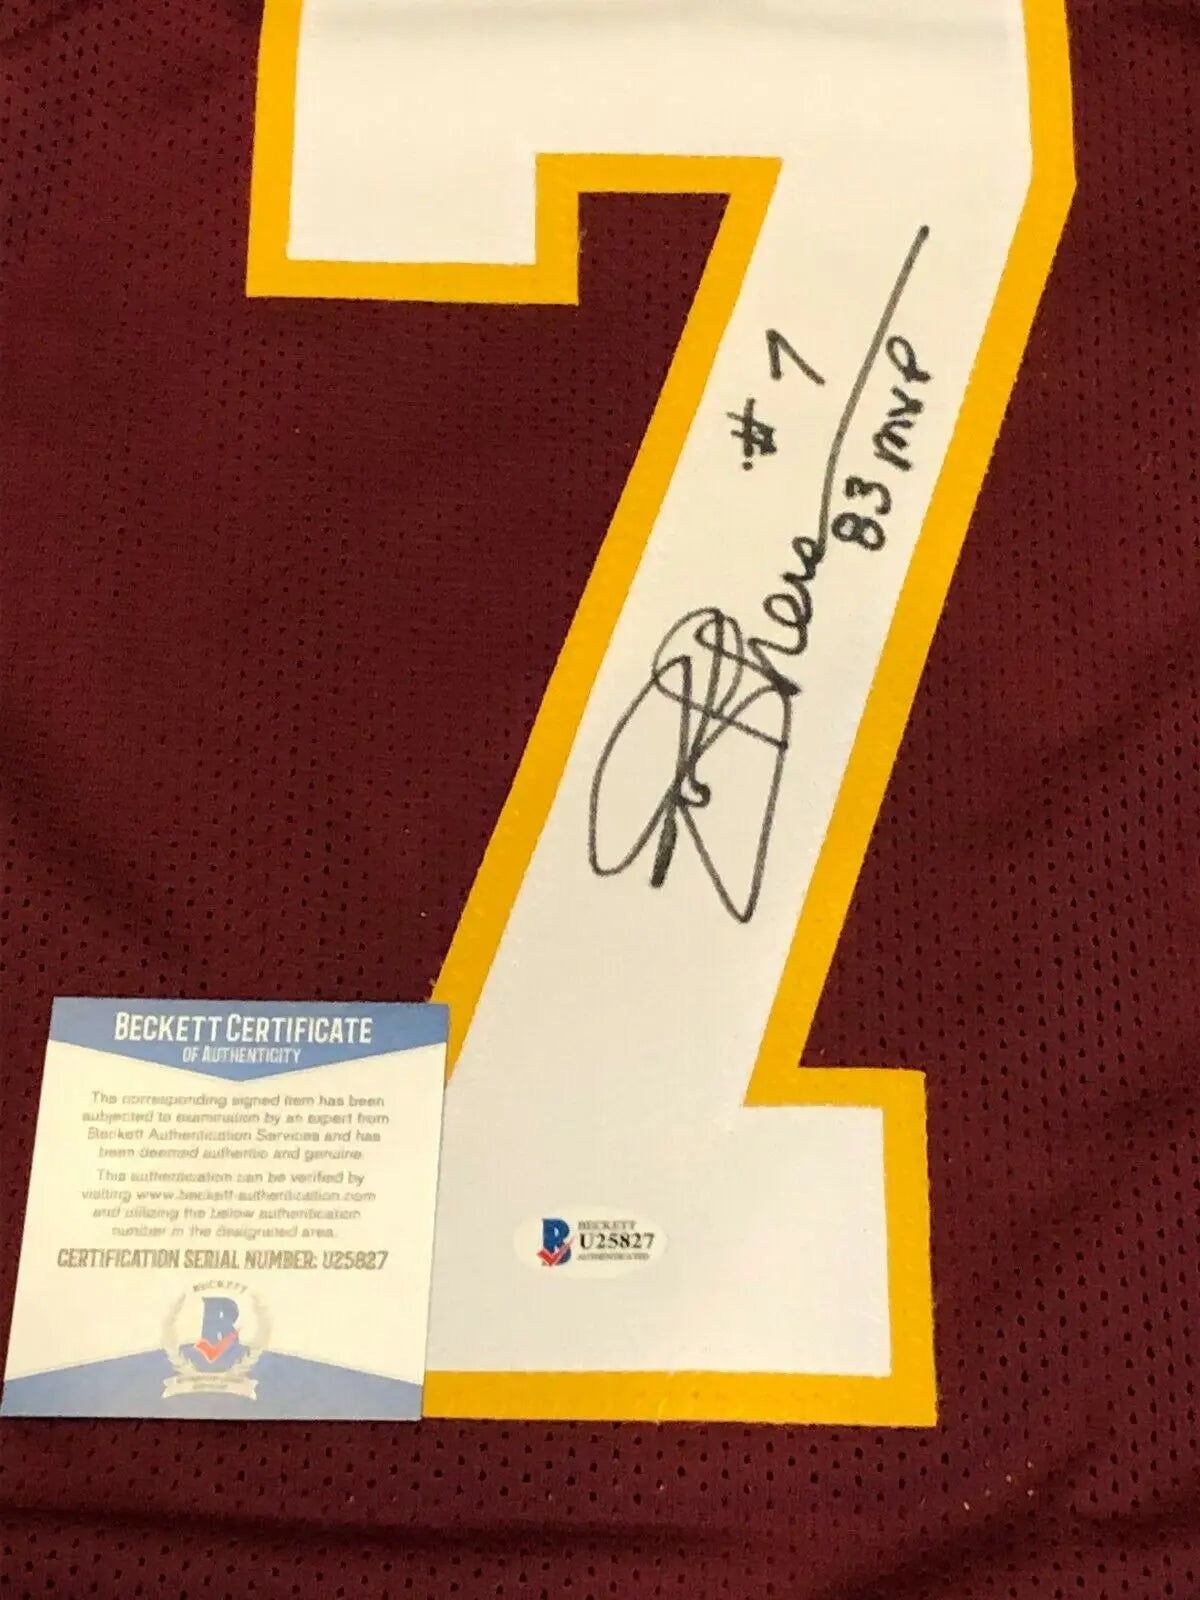 # 7
83 MVP
BECKETT CERTIFICATE
OF AUTHENTICITY
The corresponding signed item has been
subjected to examination by an expert from
Beckett Authentication Services and has
been deemed authentic and genuine.
This authentication can be verified by
visiting www.beckett-authentication.com
and utilizing the below authentication
number in the designated area.
CERTIFICATION SERIAL NUMBER: U25827
BECKETT
B
BECKETT
B U25827
AUTHENTICATED
7